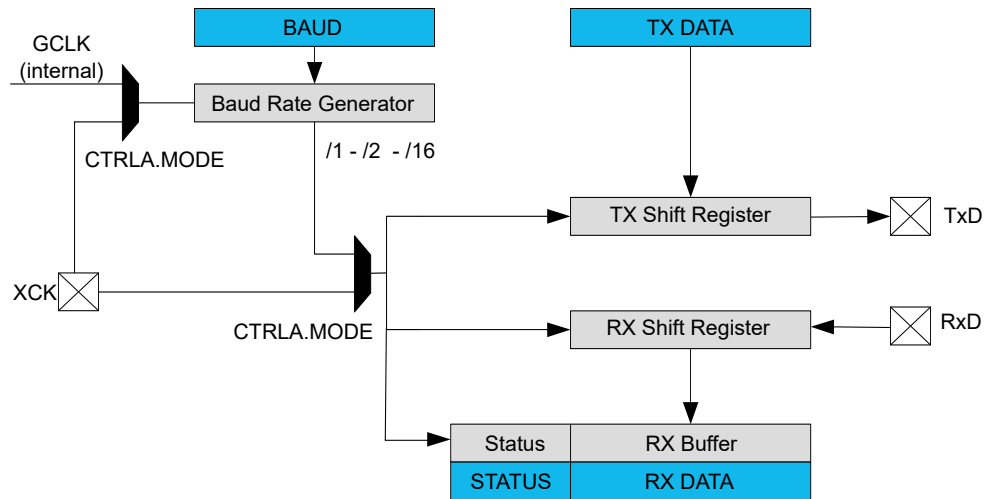 BAUD
TX DATA
GCLK
(internal)
Baud Rate Generator
CTRLA.MODE
/1 - /2 - /16
TX Shift Register
TxD
XCK
CTRLA.MODE
RX Shift Register
RxD
Status
RX Buffer
STATUS
RX DATA